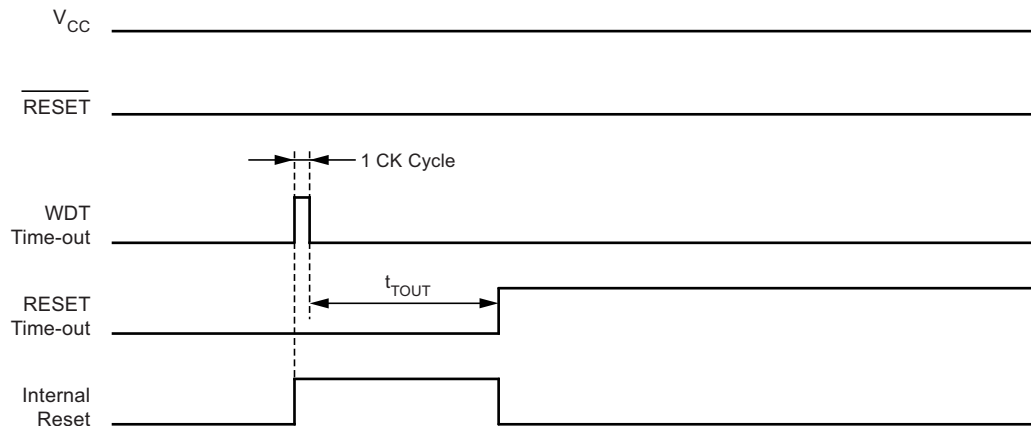 VCC
RESET
1 CK Cycle
WDT
Time-out
tTOUT
RESET
Time-out
Internal
Reset